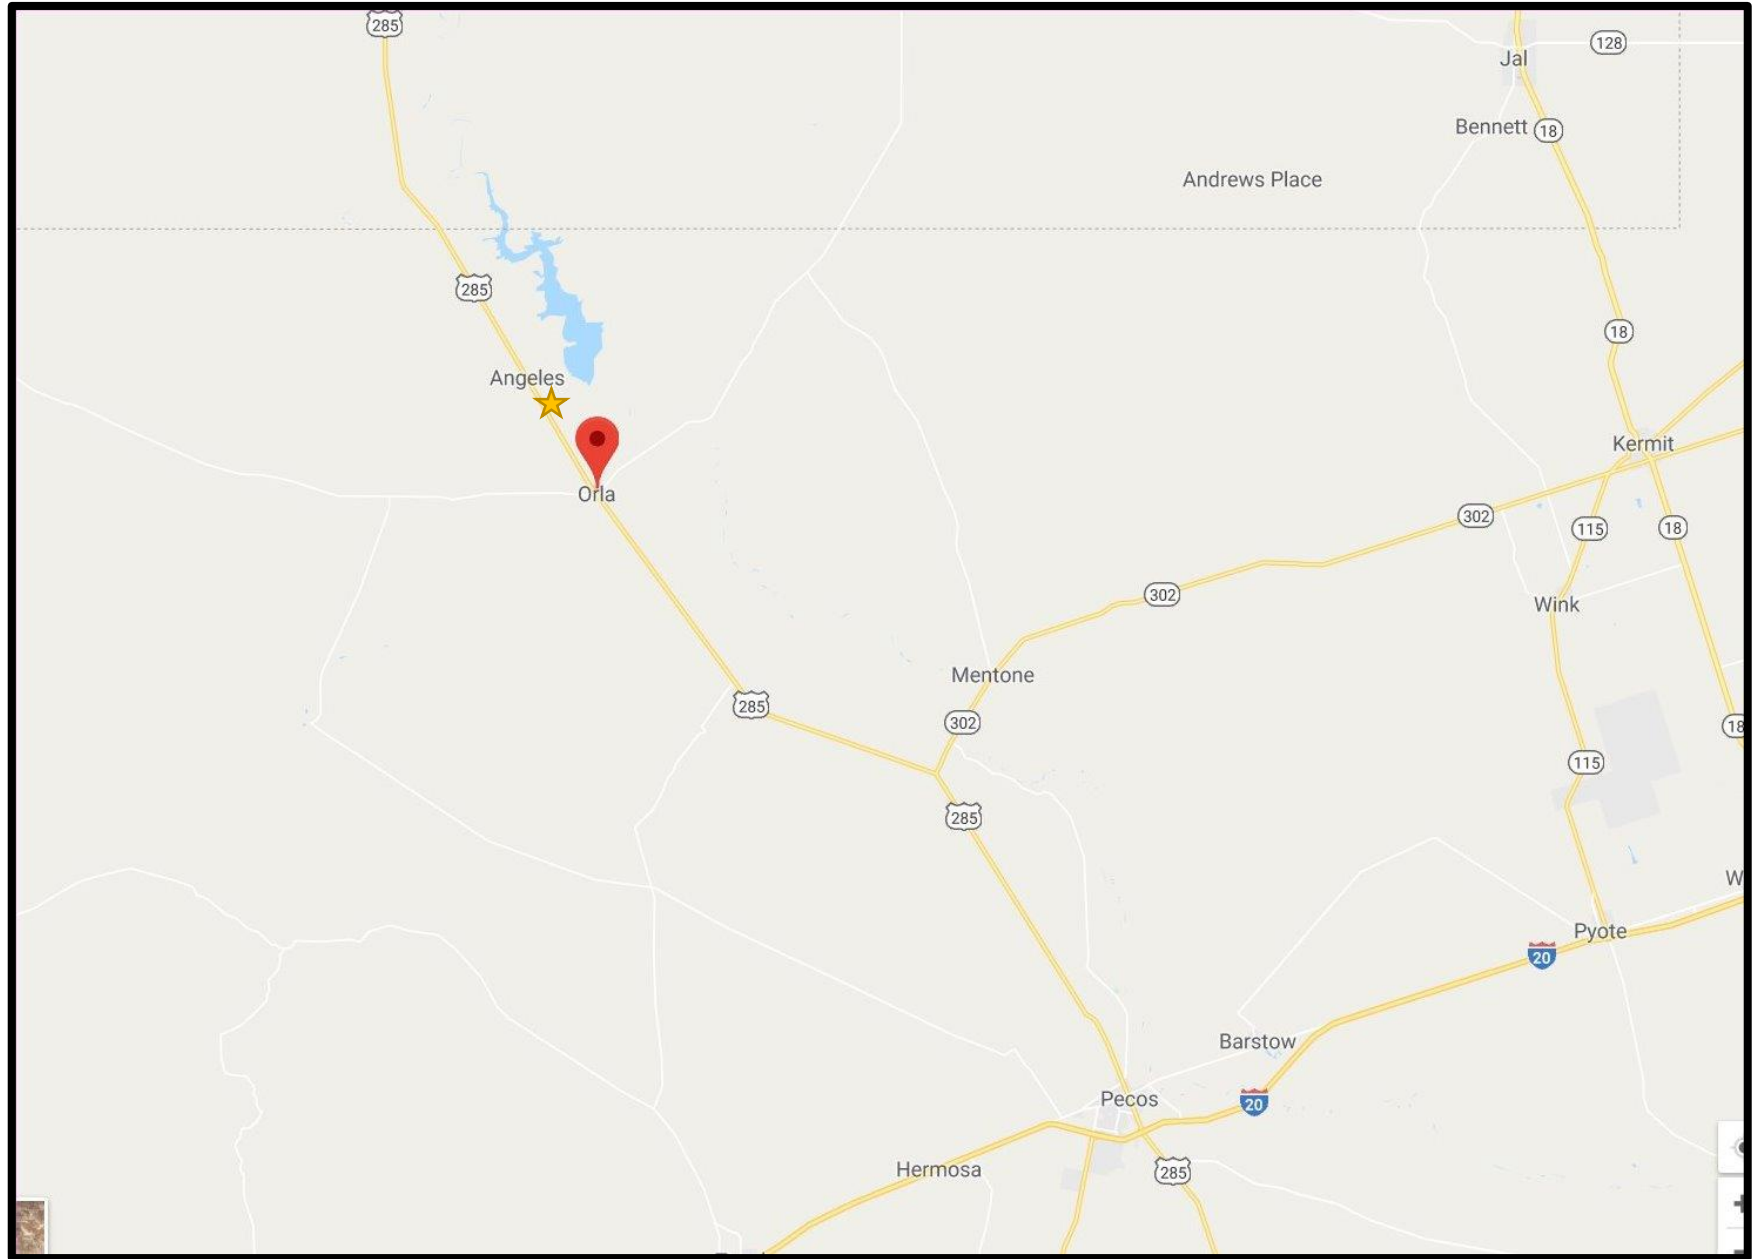 285
128
Jal
Bennett
18
Andrews Place
285
18
Angeles
Kermit
Orla
302
115
18
302
Wink
Mentone
285
302
18
115
285
W
Pyote
20
Barstow
Pecos
20
Hermosa
285